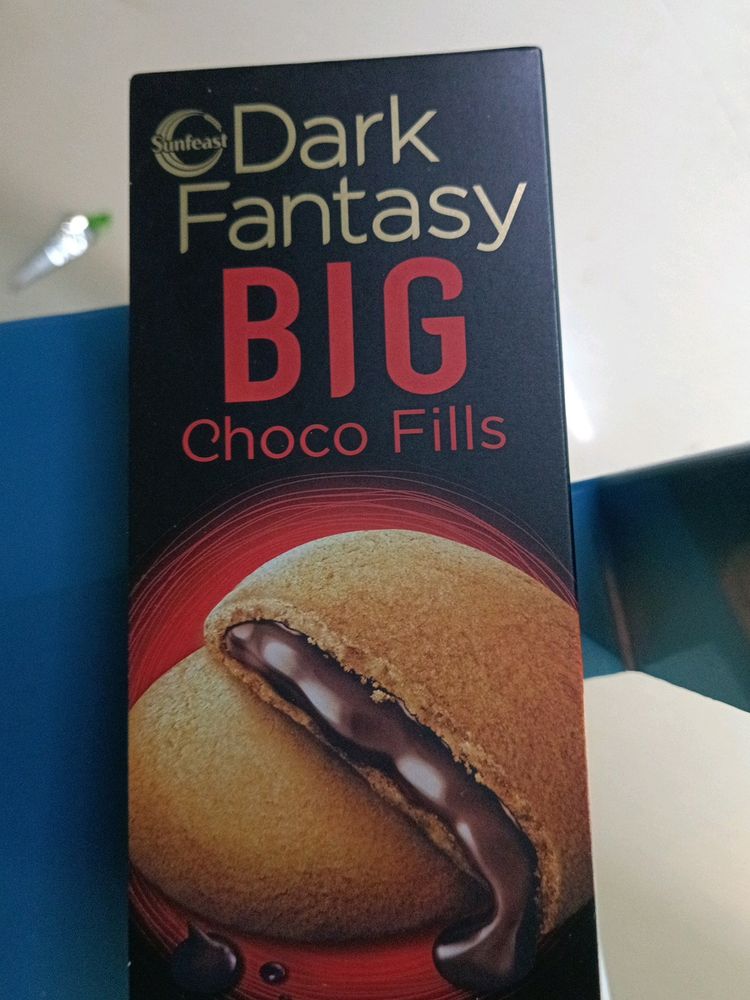 Sunfeast
Dark
Fantasy
BIG
Choco Fills